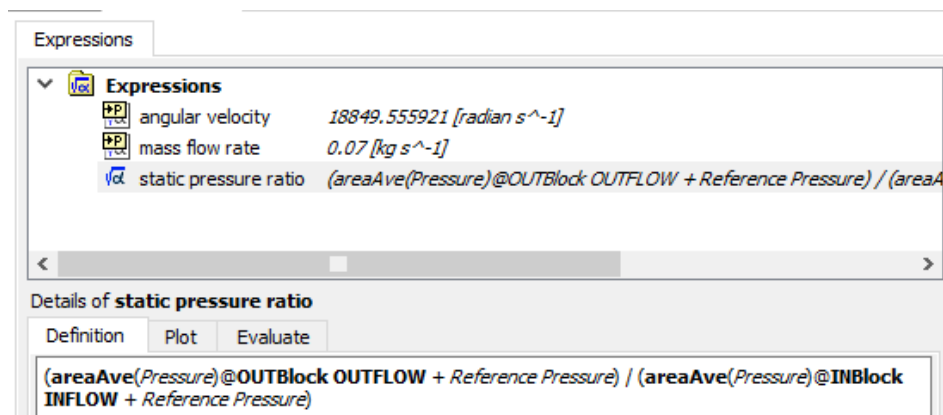 Expressions
Expressions
angular velocity 18849.555921 [radian s^-1]
mass flow rate 0.07 [kg s^-1]
static pressure ratio (areaAve(Pressure)@OUTBlock OUTFLOW + Reference Pressure) / (areaA
Details of static pressure ratio
Definition Plot Evaluate
(areaAve(Pressure)@OUTBlock OUTFLOW + Reference Pressure) / (areaAve(Pressure)@INBlock
INFLOW + Reference Pressure)